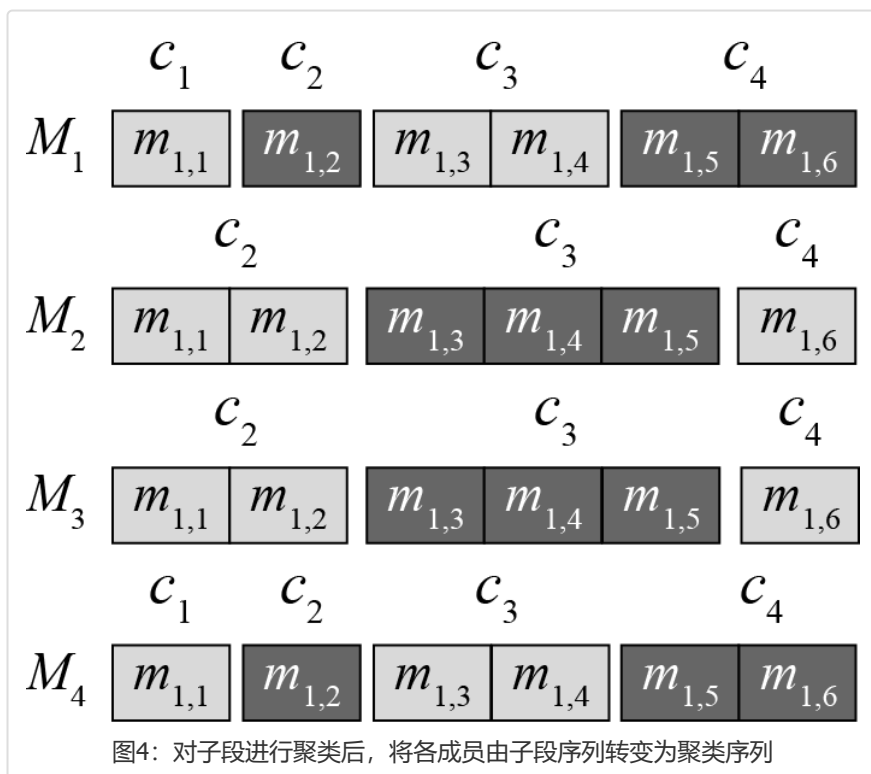 c1 c2 c3 c4
M1 m1,1 m1,2 m1,3 m1,4 m1,5 m1,6
c2 c3 c4
M2 m1,1 m1,2 m1,3 m1,4 m1,5 m1,6
c2 c3 c4
M3 m1,1 m1,2 m1,3 m1,4 m1,5 m1,6
c1 c2 c3 c4
M4 m1,1 m1,2 m1,3 m1,4 m1,5 m1,6
图4：对子段进行聚类后，将各成员由子段序列转变为聚类序列